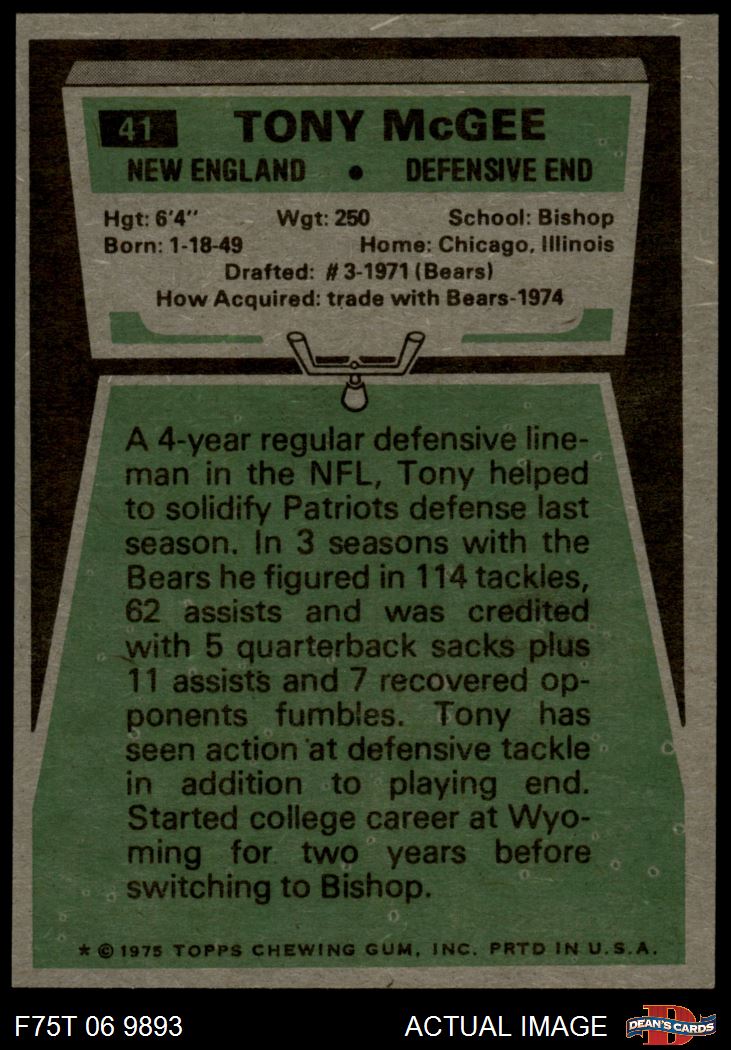 41 TONY McGEE
NEW ENGLAND • DEFENSIVE END
Hgt: 6'4" Wgt: 250 School: Bishop
Born: 1-18-49 Home: Chicago, Illinois
Drafted: #3-1971 (Bears)
How Acquired: trade with Bears-1974
A 4-year regular defensive line-
man in the NFL, Tony helped
to solidify Patriots defense last
season. In 3 seasons with the
Bears he figured in 114 tackles,
62 assists and was credited
with 5 quarterback sacks plus
11 assists and 7 recovered op-
ponents fumbles. Tony has
seen action at defensive tackle
in addition to playing end.
Started college career at Wyo-
ming for two years before
switching to Bishop.
* © 1975 TOPPS CHEWING GUM, INC. PRTD IN U.S.A.
F75T 06 9893 ACTUAL IMAGE DEAN'S CARDS